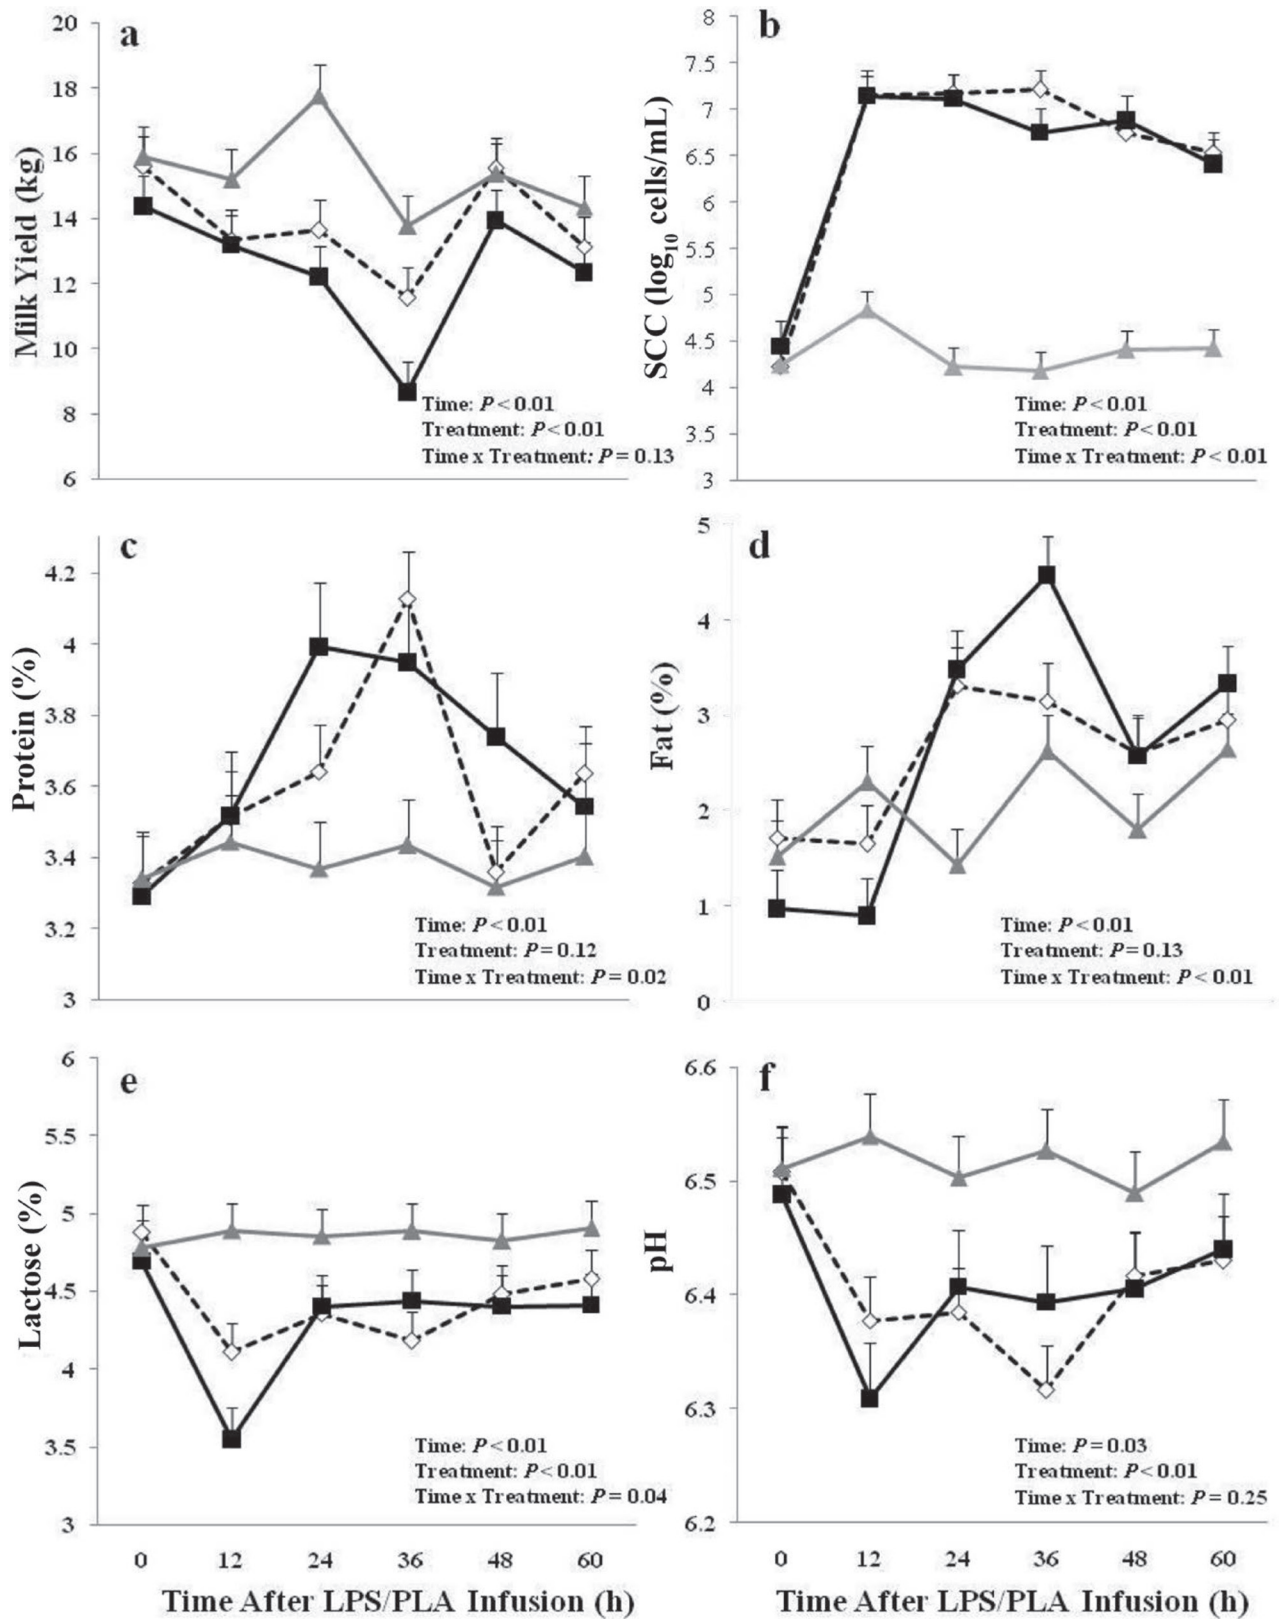 a
20
18
16
14
12
10
8
6
Milk Yield (kg)
Time: P < 0.01
Treatment: P < 0.01
Time x Treatment: P = 0.13
b
8
7.5
7
6.5
6
5.5
5
4.5
4
3.5
3
SCC (log10 cells/mL)
Time: P < 0.01
Treatment: P < 0.01
Time x Treatment: P < 0.01
c
4.2
4
3.8
3.6
3.4
3.2
3
Protein (%)
Time: P < 0.01
Treatment: P = 0.12
Time x Treatment: P = 0.02
d
5
4
3
2
1
0
Fat (%)
Time: P < 0.01
Treatment: P = 0.13
Time x Treatment: P < 0.01
e
6
5.5
5
4.5
4
3.5
3
Lactose (%)
Time: P < 0.01
Treatment: P < 0.01
Time x Treatment: P = 0.04
0 12 24 36 48 60
Time After LPS/PLA Infusion (h)
f
6.6
6.5
6.4
6.3
6.2
pH
Time: P = 0.03
Treatment: P < 0.01
Time x Treatment: P = 0.25
0 12 24 36 48 60
Time After LPS/PLA Infusion (h)